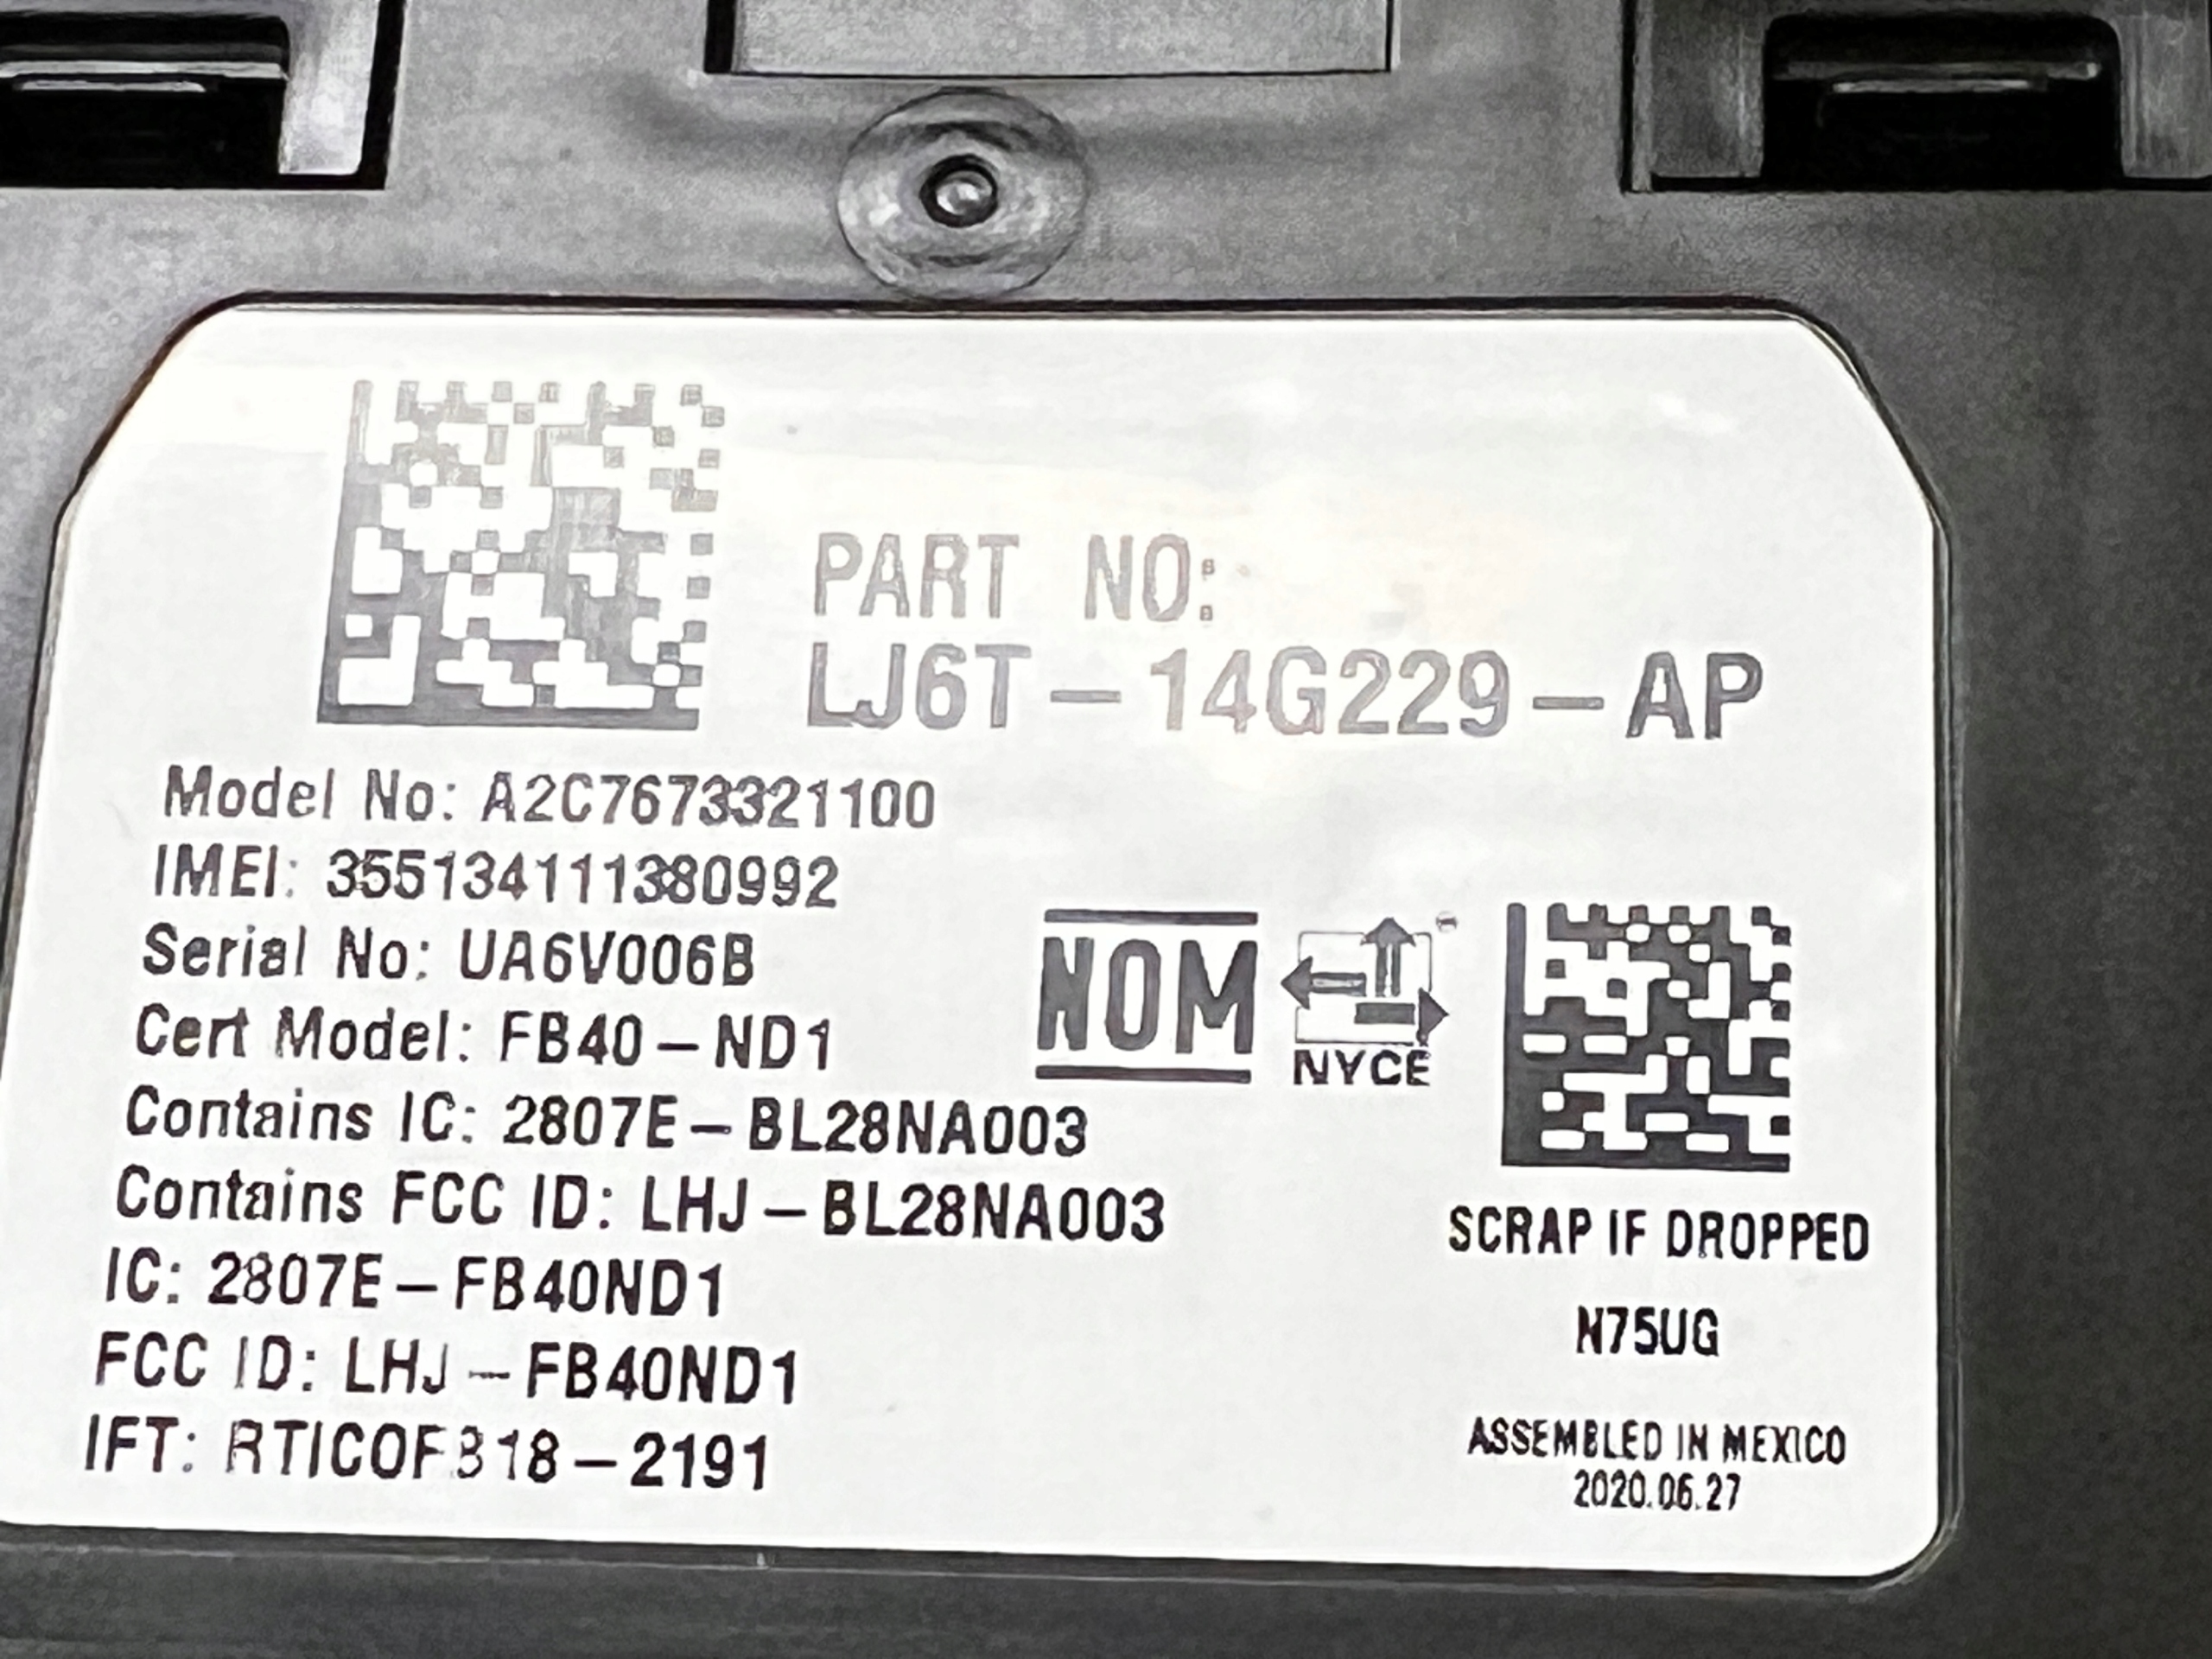 PART NO:
LJ6T-14G229-AP
Model No: A2C7673321100
IMEI: 355134111380992
Serial No: UA6V006B
Cert Model: FB40-ND1
Contains IC: 2807E-BL28NA003
Contains FCC ID: LHJ-BL28NA003
IC: 2807E-FB40ND1
FCC ID: LHJ-FB40ND1
IFT: RTICOFB18-2191
NOM
NYCE
SCRAP IF DROPPED
N75UG
ASSEMBLED IN MEXICO
2020.06.27